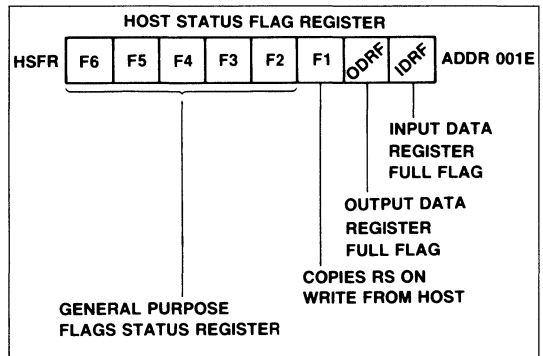 HOST STATUS FLAG REGISTER
HSFR F6 F5 F4 F3 F2 F1 ODRF IDRF ADDR 001E
INPUT DATA
REGISTER
FULL FLAG
OUTPUT DATA
REGISTER
FULL FLAG
COPIES RS ON
WRITE FROM HOST
GENERAL PURPOSE
FLAGS STATUS REGISTER